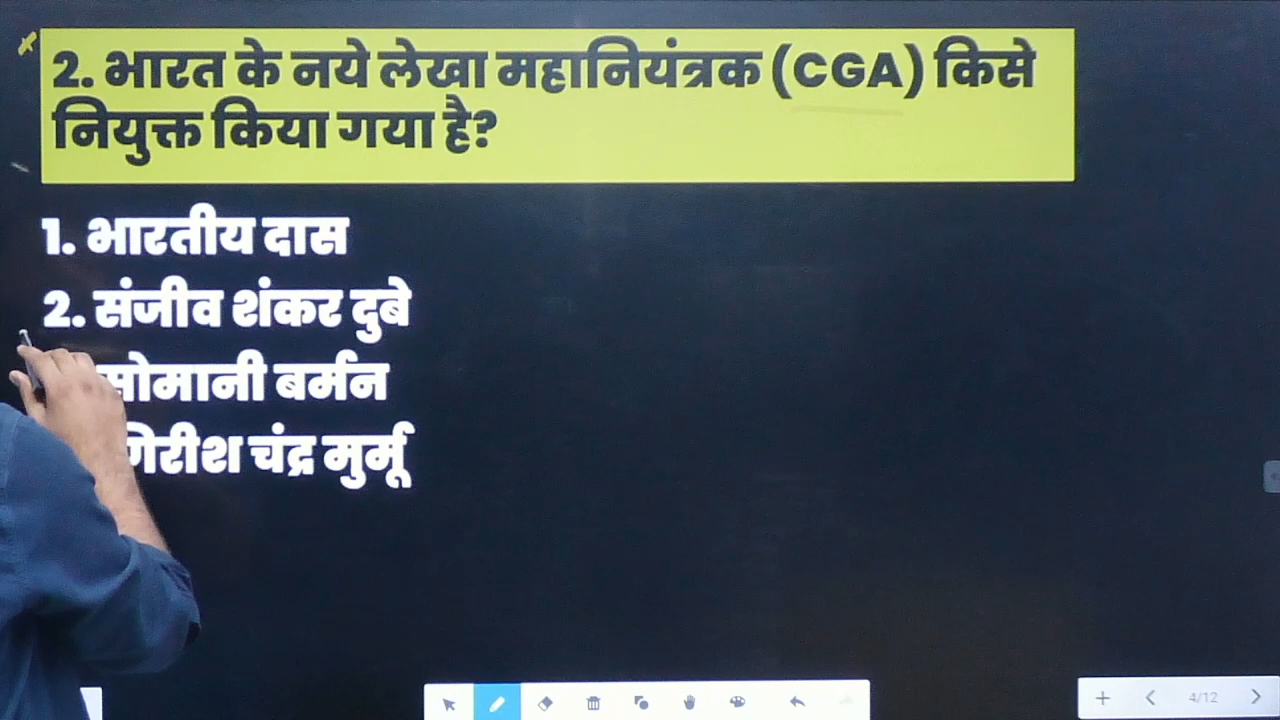 2. भारत के नये लेखा महानियंत्रक (CGA) किसे
नियुक्त किया गया है?
1. भारतीय दास
2. संजीव शंकर दुबे
सोमानी बर्मन
गिरीश चंद्र मुर्मू
4/12